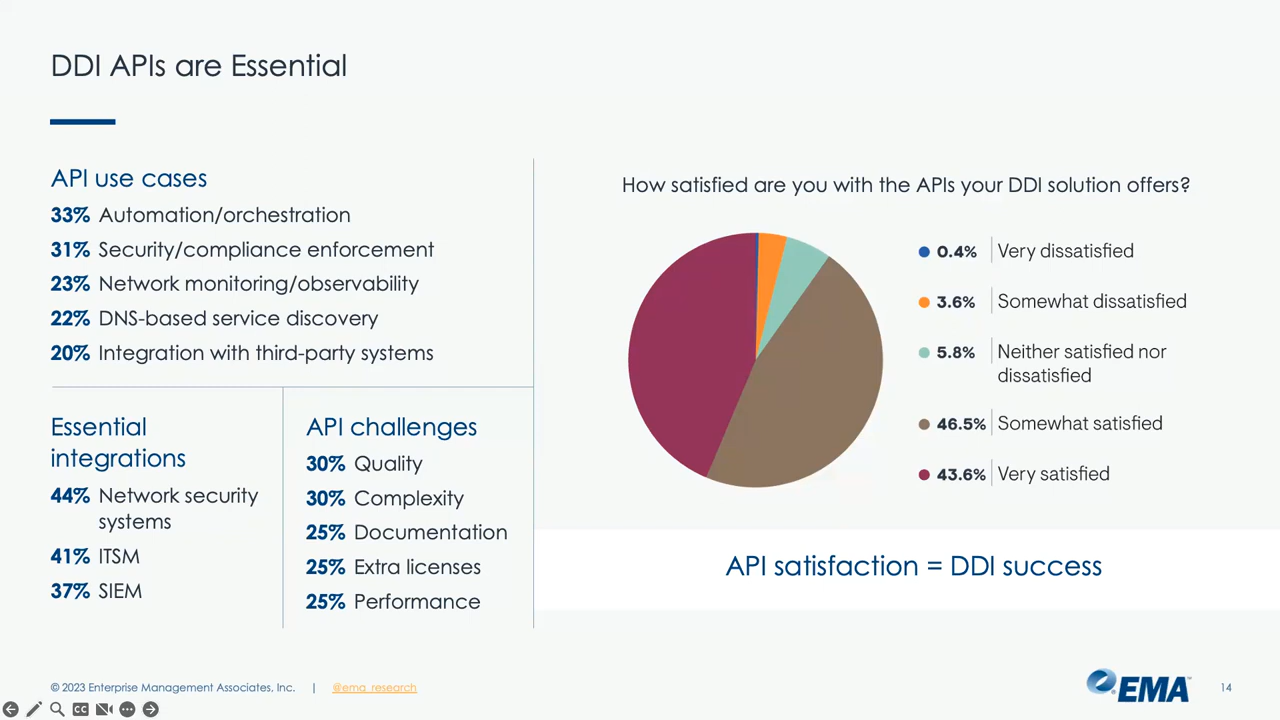 DDI APIs are Essential
API use cases
33% Automation/orchestration
31% Security/compliance enforcement
23% Network monitoring/observability
22% DNS-based service discovery
20% Integration with third-party systems
Essential
integrations
44% Network security
systems
41% ITSM
37% SIEM
API challenges
30% Quality
30% Complexity
25% Documentation
25% Extra licenses
25% Performance
How satisfied are you with the APIs your DDI solution offers?
0.4% Very dissatisfied
3.6% Somewhat dissatisfied
5.8% Neither satisfied nor
dissatisfied
46.5% Somewhat satisfied
43.6% Very satisfied
API satisfaction = DDI success
© 2023 Enterprise Management Associates, Inc. | @ema_research
EMA
14
CC